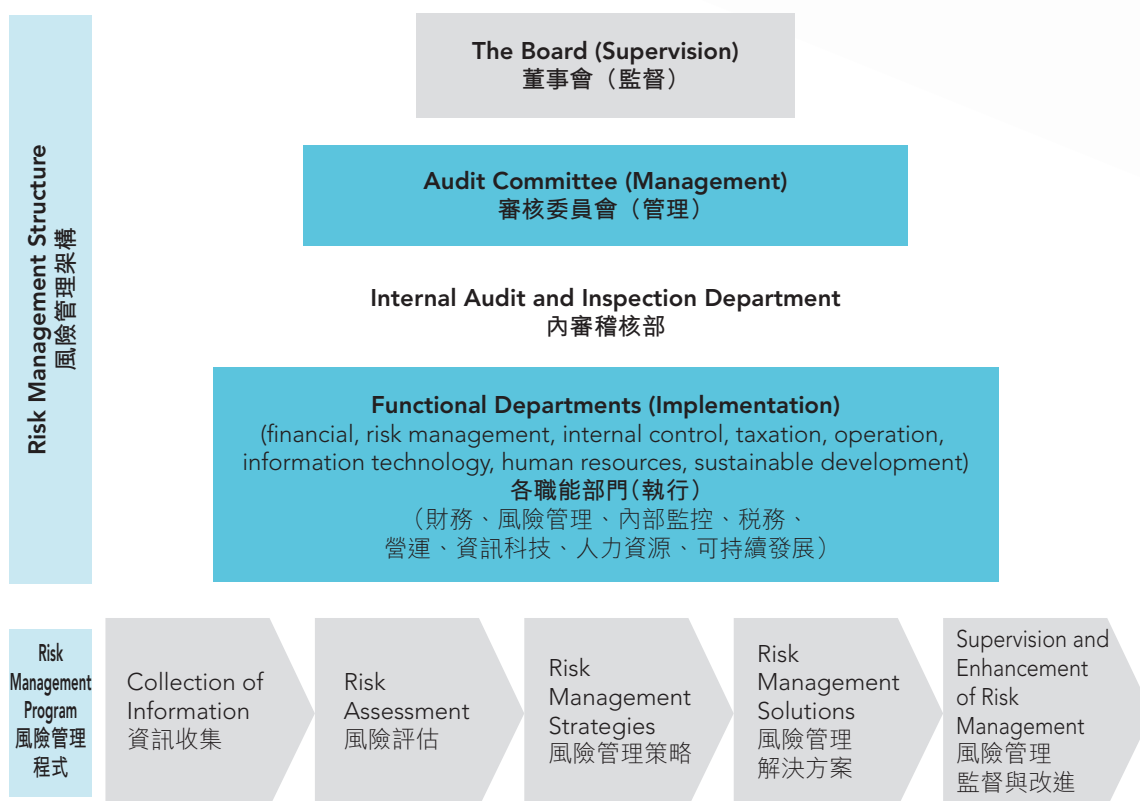 Risk Management Structure
風險管理架構
The Board (Supervision)
董事會（監督）
Audit Committee (Management)
審核委員會（管理）
Internal Audit and Inspection Department
內審稽核部
Functional Departments (Implementation)
(financial, risk management, internal control, taxation, operation,
information technology, human resources, sustainable development)
各職能部門（執行）
（財務、風險管理、內部監控、稅務、
營運、資訊科技、人力資源、可持續發展）
Risk
Management
Program
風險管理
程式
Collection of
Information
資訊收集
Risk
Assessment
風險評估
Risk
Management
Strategies
風險管理策略
Risk
Management
Solutions
風險管理
解決方案
Supervision and
Enhancement
of Risk
Management
風險管理
監督與改進